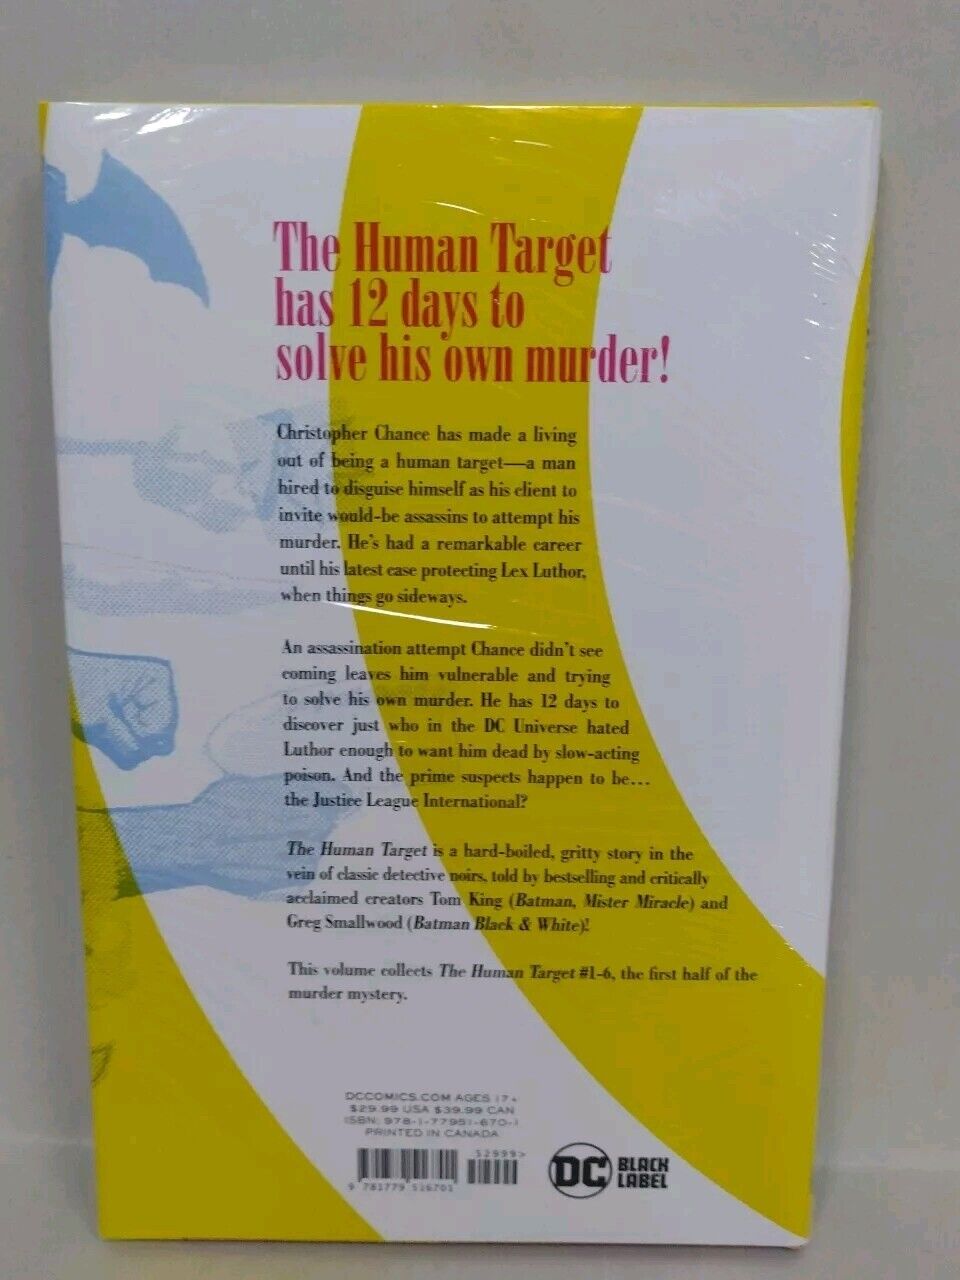 The Human Target
has 12 days to
solve his own murder!
Christopher Chance has made a living
out of being a human target—a man
hired to disguise himself as his client to
invite would-be assassins to attempt his
murder. He's had a remarkable career
until his latest case protecting Lex Luthor,
when things go sideways.
An assassination attempt Chance didn't see
coming leaves him vulnerable and trying
to solve his own murder. He has 12 days to
discover just who in the DC Universe hated
Luthor enough to want him dead by slow-acting
poison. And the prime suspects happen to be...
the Justice League International?
The Human Target is a hard-boiled, gritty story in the
vein of classic detective noirs, told by bestselling and critically
acclaimed creators Tom King (Batman, Mister Miracle) and
Greg Smallwood (Batman Black & White)!
This volume collects The Human Target #1-6, the first half of the
murder mystery.
DCCOMICS.COM AGES 17+
$29.99 USA $39.99 CAN
ISBN: 978-1-77951-670-1
PRINTED IN CANADA
52999>
9 781779 516701
DC BLACK
LABEL